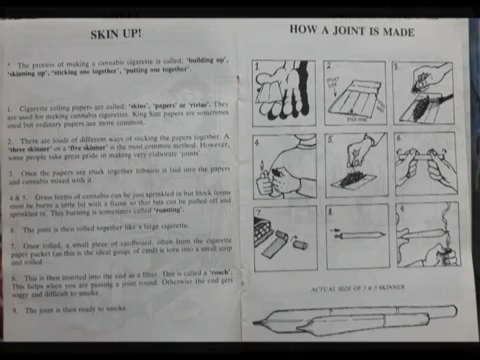 SKIN UP!
* The process of making a cannabis cigarette is called; 'building up',
'skinning up', 'sticking one together', 'putting one together'.
1. Cigarette rolling papers are called; 'skins', 'papers' or 'rizlas'. They
are used for making cannabis cigarettes. King Size papers are sometimes
used but ordinary papers are more common.
2. There are loads of different ways of sticking the papers together. A
'three skinner' or a 'five skinner' is the most common method. However,
some people take great pride in making very elaborate 'joints'.
3. Once the papers are stuck together tobacco is laid into the papers
and cannabis mixed with it.
4 & 5. Grass forms of cannabis can be just sprinkled in but block forms
must be burnt a little bit with a flame so that bits can be pulled off and
sprinkled in. This burning is sometimes called 'roasting'.
6. The joint is then rolled together like a large cigarette.
7. Once rolled, a small piece of cardboard, often from the cigarette
paper packet (as this is the ideal gauge of card) is torn into a small strip
and rolled.
8. This is then inserted into the end as a filter. This is called a 'roach'.
This helps when you are passing a joint round. Otherwise the end gets
soggy and difficult to smoke.
9. The joint is then ready to smoke.
HOW A JOINT IS MADE
1
2
3
4
5
6
7
8
9
ACTUAL SIZE OF 3 & 5 SKINNER